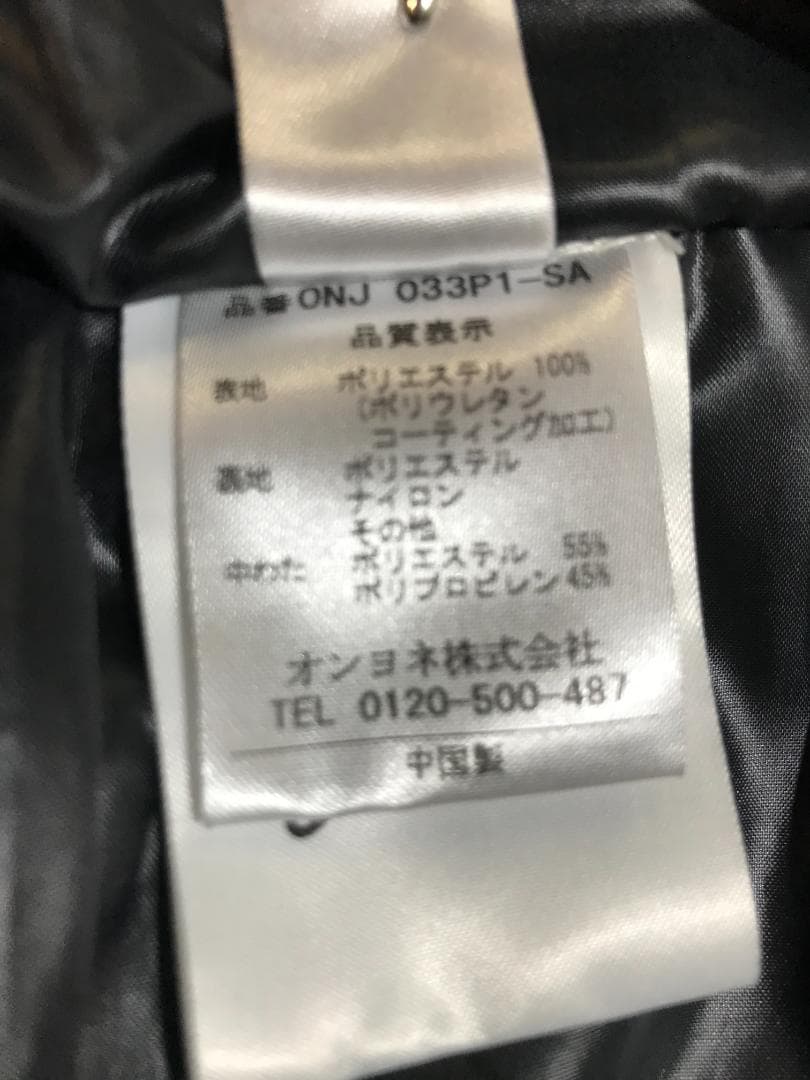 品番ONJ 033P1-SA
品質表示
表地 ポリエステル 100%
(ポリウレタン
コーティング加工)
裏地 ポリエステル
ナイロン
その他
中わた ポリエステル 55%
ポリプロピレン 45%
オンヨネ株式会社
TEL 0120-500-487
中国製